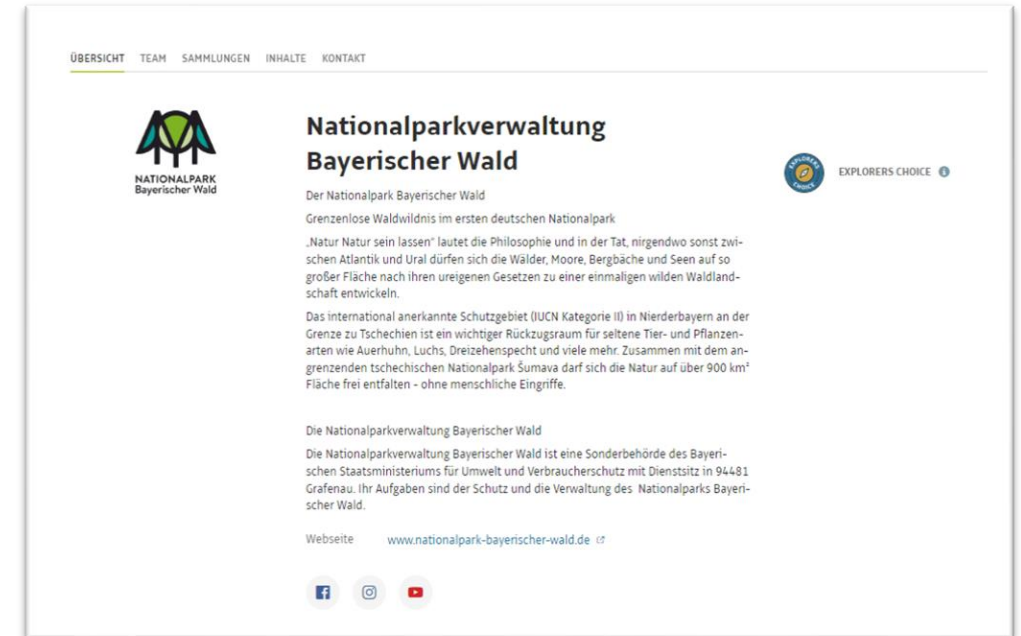 ÜBERSICHT TEAM SAMMLUNGEN INHALTE KONTAKT
NATIONALPARK
Bayerischer Wald
Nationalparkverwaltung
Bayerischer Wald
EXPLORERS CHOICE
EXPLORERS CHOICE
Der Nationalpark Bayerischer Wald
Grenzenlose Waldwildnis im ersten deutschen Nationalpark
„Natur Natur sein lassen" lautet die Philosophie und in der Tat, nirgendwo sonst zwi-
schen Atlantik und Ural dürfen sich die Wälder, Moore, Bergbäche und Seen auf so
großer Fläche nach ihren ureigenen Gesetzen zu einer einmaligen wilden Waldland-
schaft entwickeln.
Das international anerkannte Schutzgebiet (IUCN Kategorie II) in Nierderbayern an der
Grenze zu Tschechien ist ein wichtiger Rückzugsraum für seltene Tier- und Pflanzen-
arten wie Auerhuhn, Luchs, Dreizehenspecht und viele mehr. Zusammen mit dem an-
grenzenden tschechischen Nationalpark Šumava darf sich die Natur auf über 900 km²
Fläche frei entfalten - ohne menschliche Eingriffe.
Die Nationalparkverwaltung Bayerischer Wald
Die Nationalparkverwaltung Bayerischer Wald ist eine Sonderbehörde des Bayeri-
schen Staatsministeriums für Umwelt und Verbraucherschutz mit Dienstsitz in 94481
Grafenau. Ihr Aufgaben sind der Schutz und die Verwaltung des Nationalparks Bayeri-
scher Wald.
Webseite www.nationalpark-bayerischer-wald.de